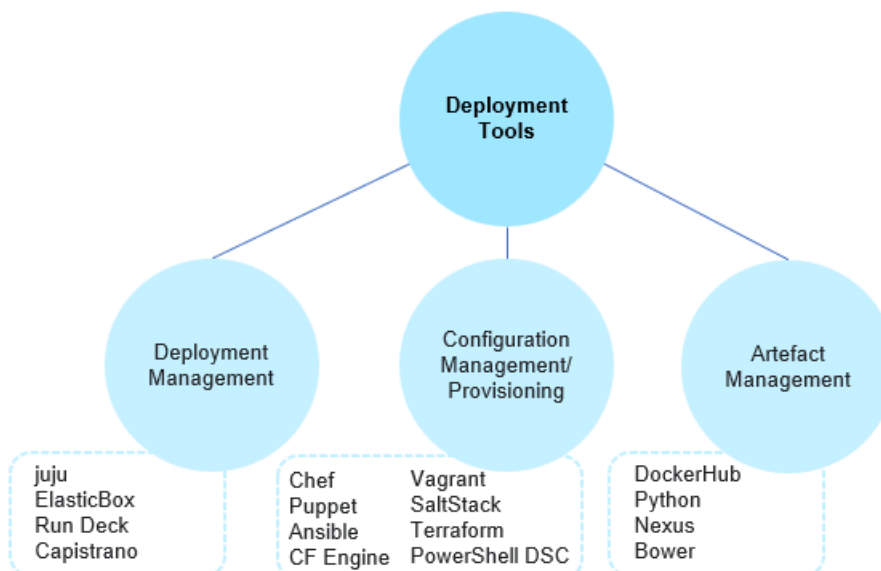 Deployment
Tools
Deployment
Management
Configuration
Management/
Provisioning
Artefact
Management
juju
ElasticBox
Run Deck
Capistrano
Chef
Puppet
Ansible
CF Engine
Vagrant
SaltStack
Terraform
PowerShell DSC
DockerHub
Python
Nexus
Bower